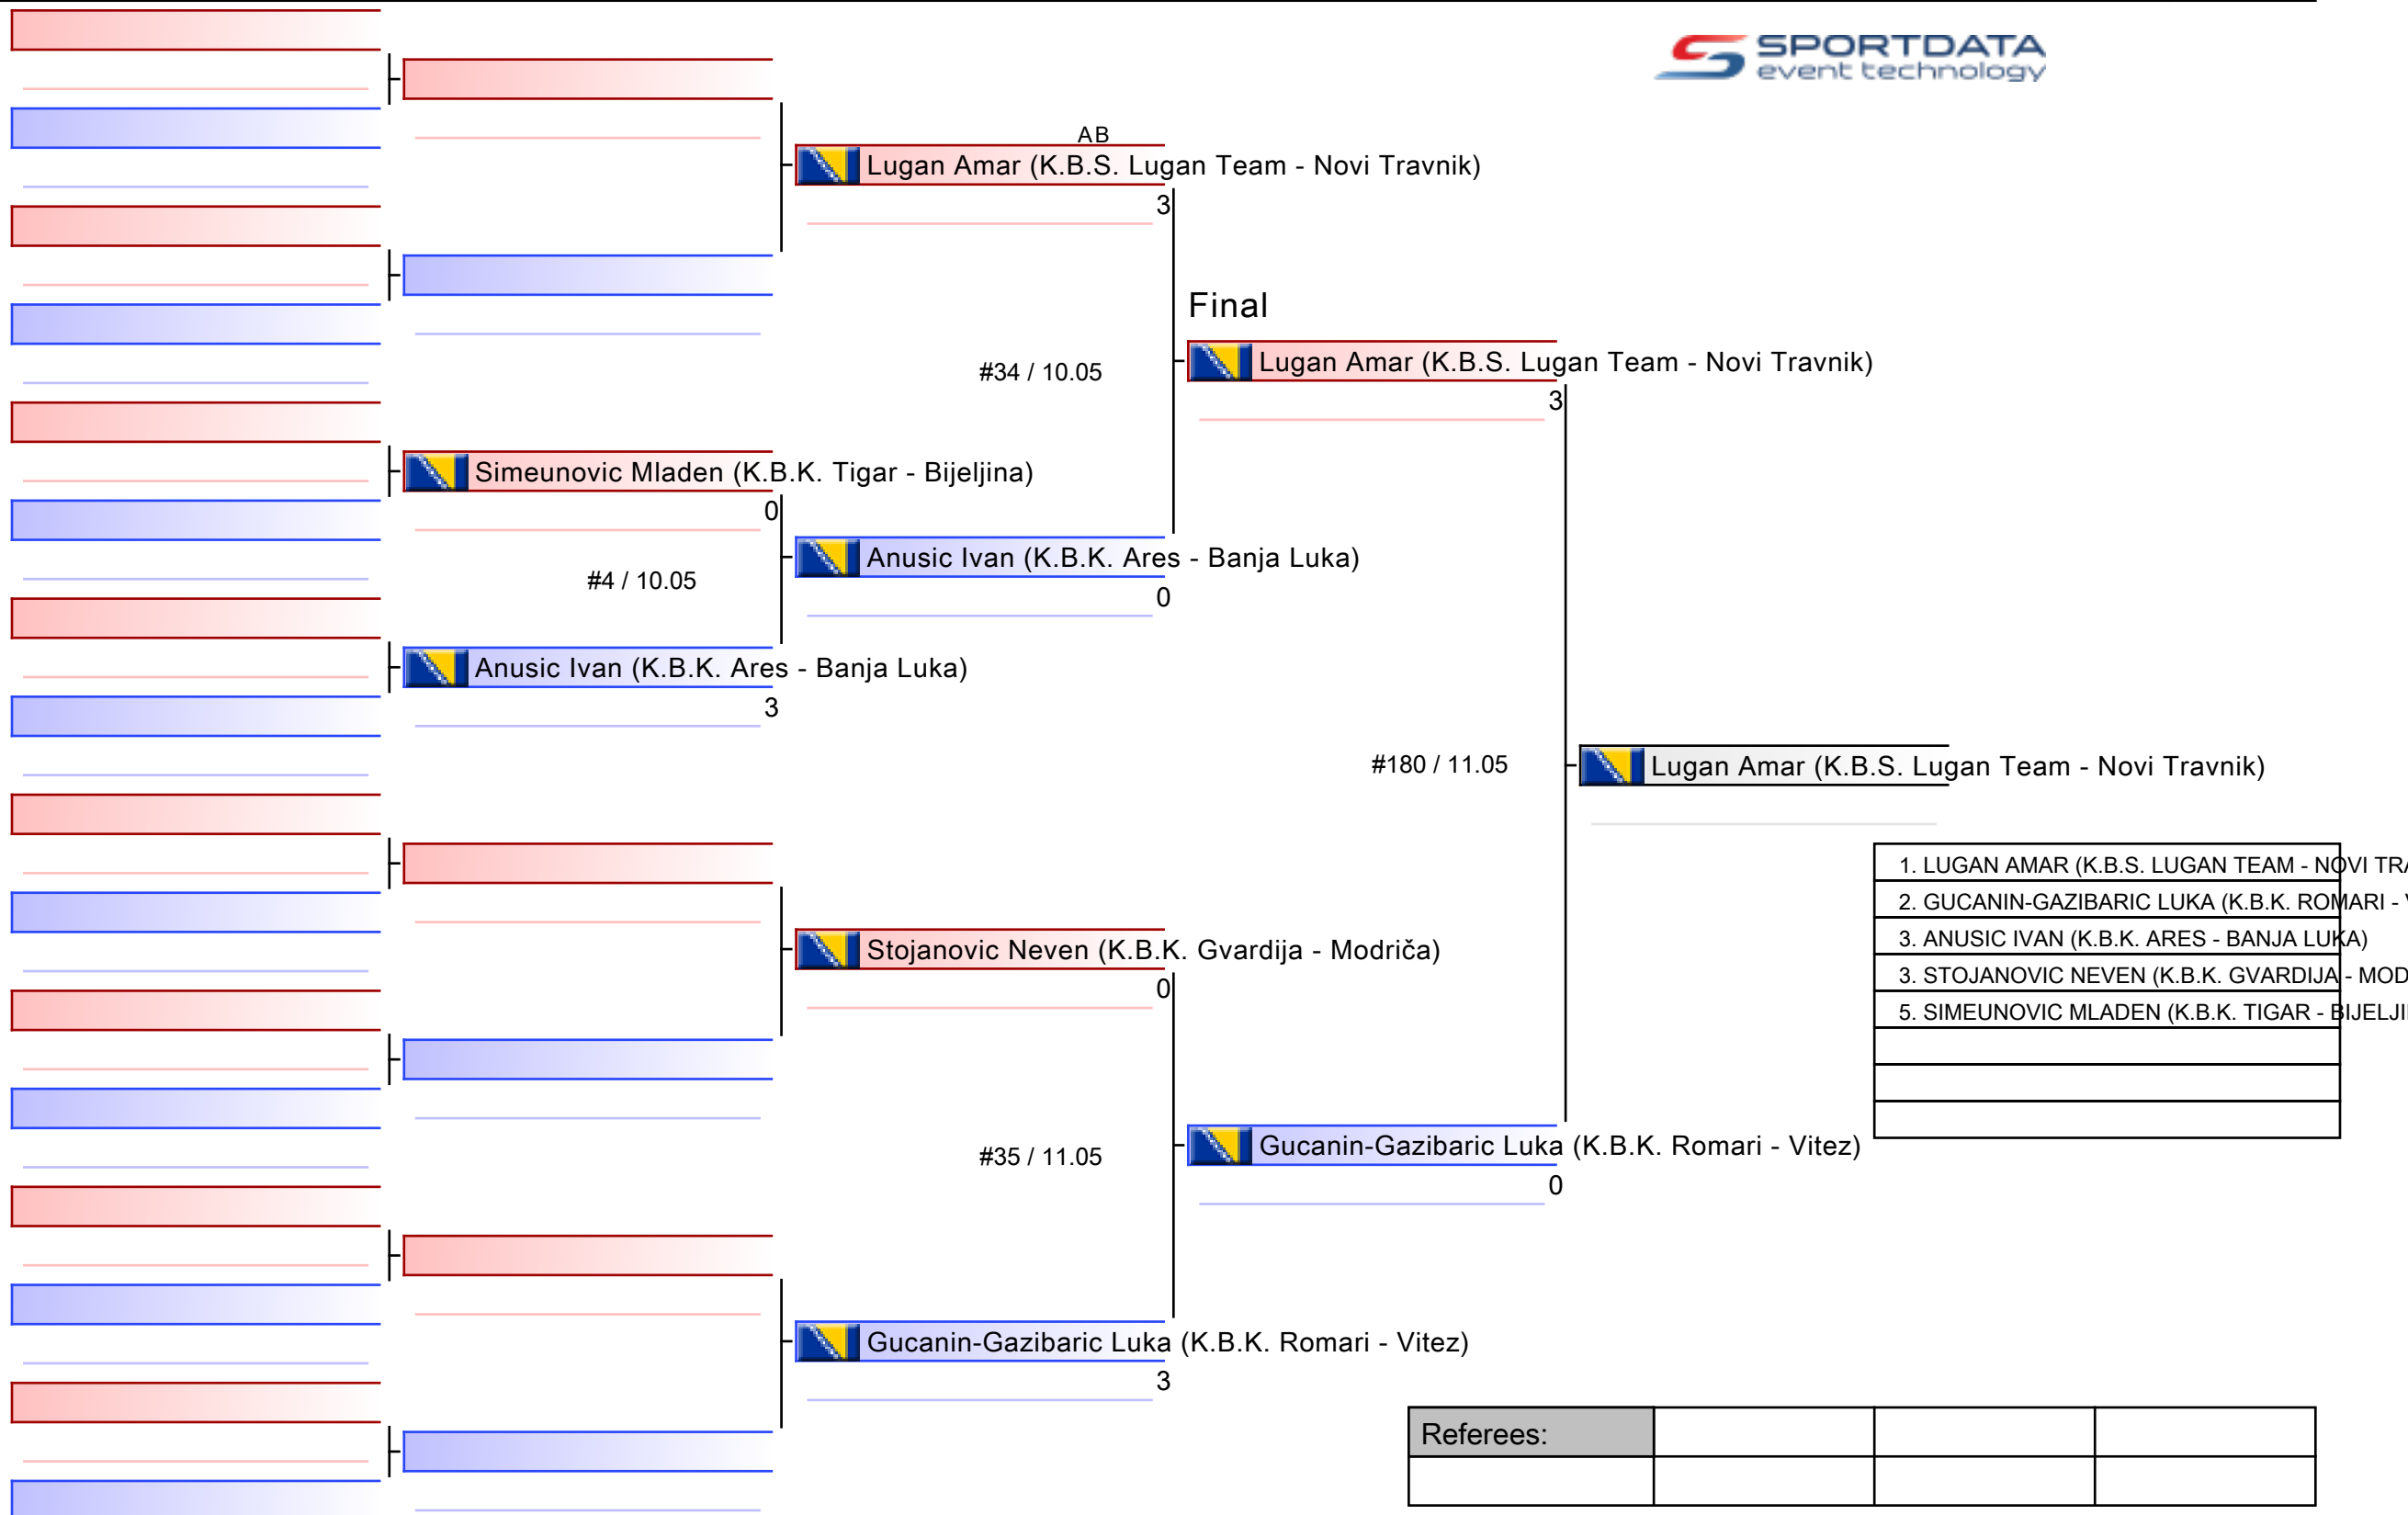 SPORTDATA
event technology
AB
Lugan Amar (K.B.S. Lugan Team - Novi Travnik)
3
Final
#34 / 10.05
Lugan Amar (K.B.S. Lugan Team - Novi Travnik)
3
Simeunovic Mladen (K.B.K. Tigar - Bijeljina)
0
#4 / 10.05
Anusic Ivan (K.B.K. Ares - Banja Luka)
0
Anusic Ivan (K.B.K. Ares - Banja Luka)
3
#180 / 11.05
Lugan Amar (K.B.S. Lugan Team - Novi Travnik)
1. LUGAN AMAR (K.B.S. LUGAN TEAM - NOVI TRA
2. GUCANIN-GAZIBARIC LUKA (K.B.K. ROMARI -
3. ANUSIC IVAN (K.B.K. ARES - BANJA LUKA)
3. STOJANOVIC NEVEN (K.B.K. GVARDIJA - MOD
5. SIMEUNOVIC MLADEN (K.B.K. TIGAR - BIJELJI
Stojanovic Neven (K.B.K. Gvardija - Modriča)
0
#35 / 11.05
Gucanin-Gazibaric Luka (K.B.K. Romari - Vitez)
0
Gucanin-Gazibaric Luka (K.B.K. Romari - Vitez)
3
Referees: